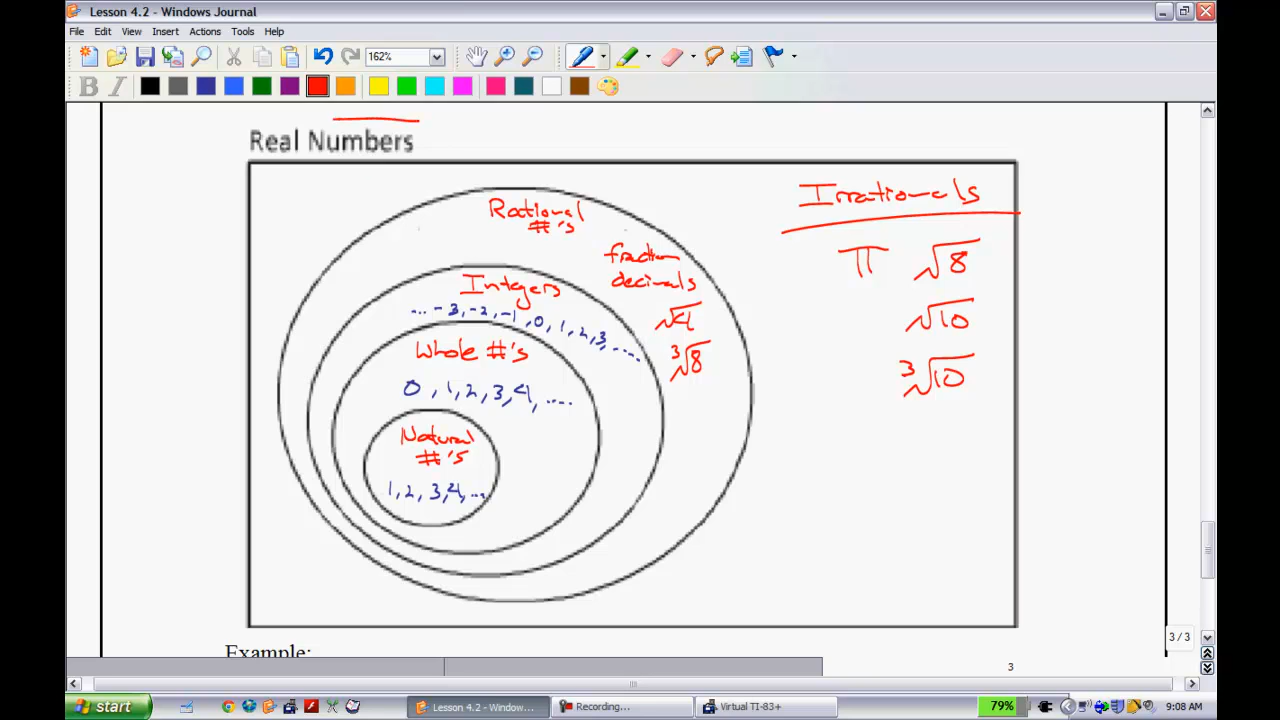 Lesson 4.2 - Windows Journal
File Edit View Insert Actions Tools Help
162%
B I
Real Numbers
Rational
#'s
fraction
decimals
√4
∛8
Integers
... -3, -2, -1, 0, 1, 2, 3, ....
Whole #'s
0, 1, 2, 3, 4, ....
Natural
#'s
1, 2, 3, 4, ...
Irrationals
π √8
√10
∛10
Example:
3
3 / 3
start
Lesson 4.2 - Window...
Recording...
Virtual TI-83+
79%
9:08 AM